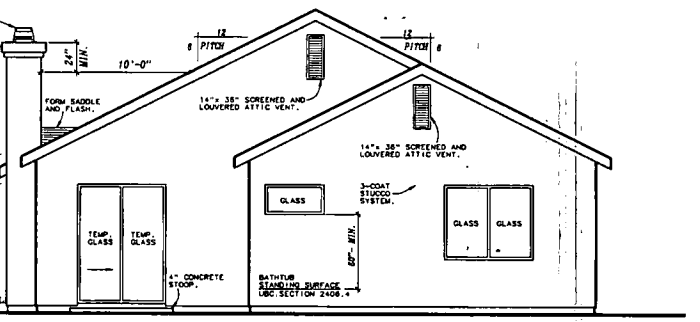 12
6 PITCH
12
PITCH 6
24" MIN.
10'-0"
FORM SADDLE
AND FLASH.
14"x 36" SCREENED AND
LOUVERED ATTIC VENT.
14"x 36" SCREENED AND
LOUVERED ATTIC VENT.
3-COAT
STUCCO
SYSTEM.
GLASS
GLASS
GLASS
TEMP.
GLASS
TEMP.
GLASS
60"- MIN.
4" CONCRETE
STOOP.
BATHTUB
STANDING SURFACE
UBC.SECTION 2406.4